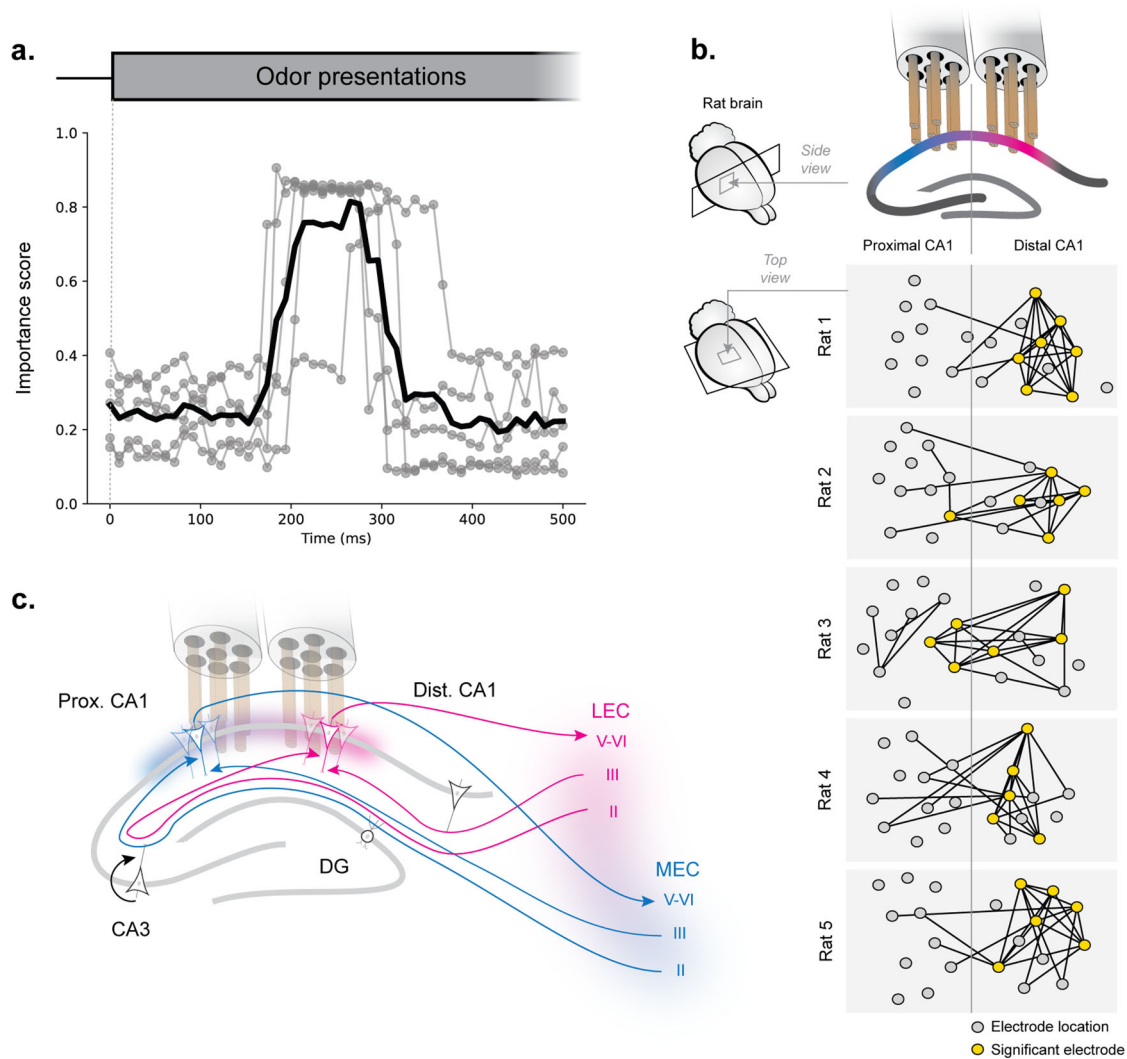 a.
Odor presentations
1.0
0.8
0.6
0.4
0.2
0.0
Importance score
0 100 200 300 400 500
Time (ms)
b.
Rat brain
Side
view
Top
view
Proximal CA1 Distal CA1
Rat 1
Rat 2
Rat 3
Rat 4
Rat 5
Electrode location
Significant electrode
c.
Prox. CA1
Dist. CA1
LEC
V-VI
III
II
MEC
V-VI
III
II
DG
CA3